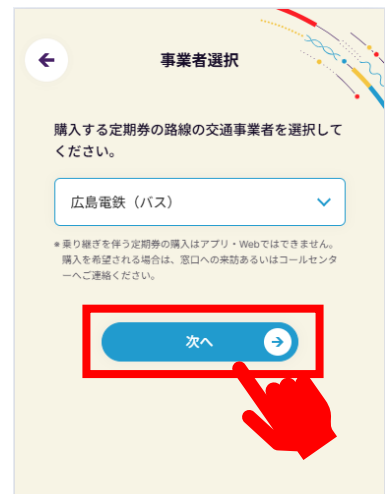 事業者選択
購入する定期券の路線の交通事業者を選択して
ください。
広島電鉄（バス）
※乗り継ぎを伴う定期券の購入はアプリ・Webではできません。
購入を希望される場合は、窓口への来訪あるいはコールセンタ
ーへご連絡ください。
次へ